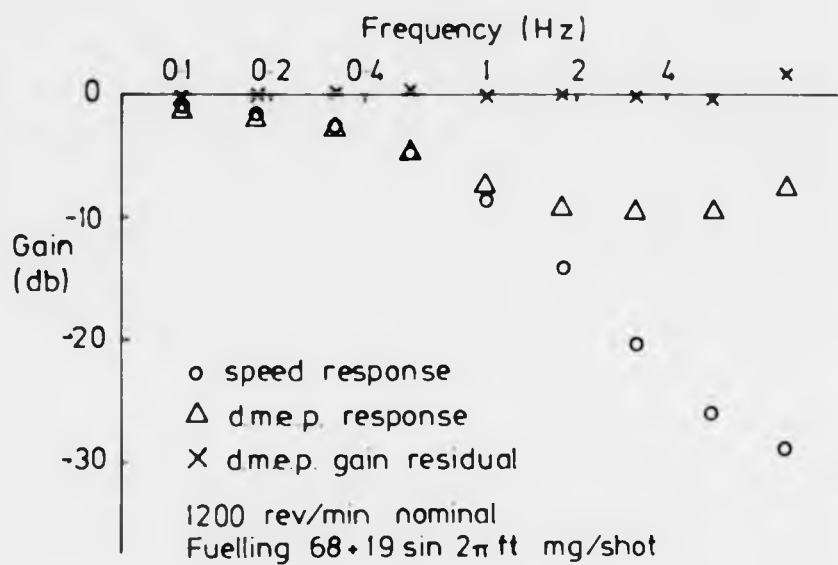 Frequency (Hz)
0·1 0·2 0·4 1 2 4
0
-10
Gain
(db)
-20
-30
o speed response
△ d.m.e.p. response
× d.m.e.p. gain residual
1200 rev/min nominal
Fuelling 68+19 sin 2π ft mg/shot